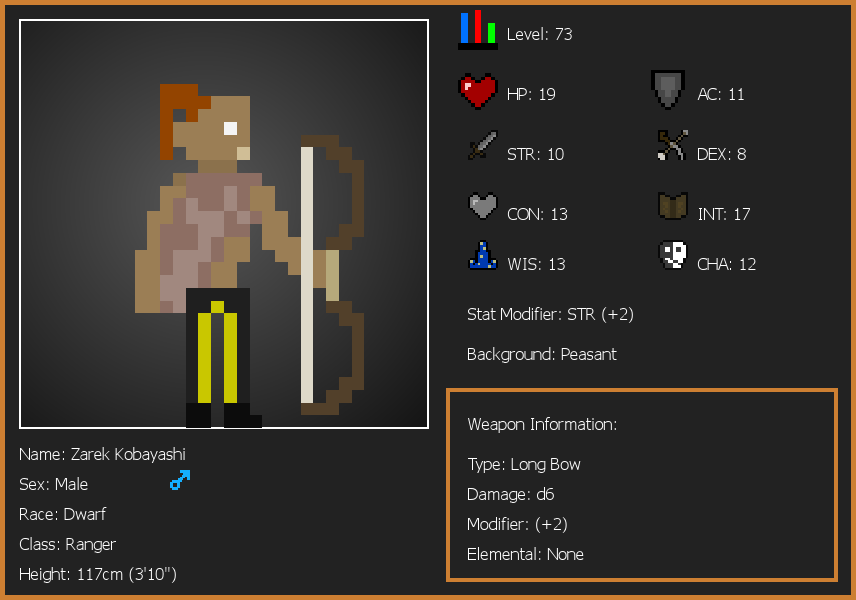 Level: 73
HP: 19
AC: 11
STR: 10
DEX: 8
CON: 13
INT: 17
WIS: 13
CHA: 12
Stat Modifier: STR (+2)
Background: Peasant
Weapon Information:
Type: Long Bow
Damage: d6
Modifier: (+2)
Elemental: None
Name: Zarek Kobayashi
Sex: Male
Race: Dwarf
Class: Ranger
Height: 117cm (3'10")